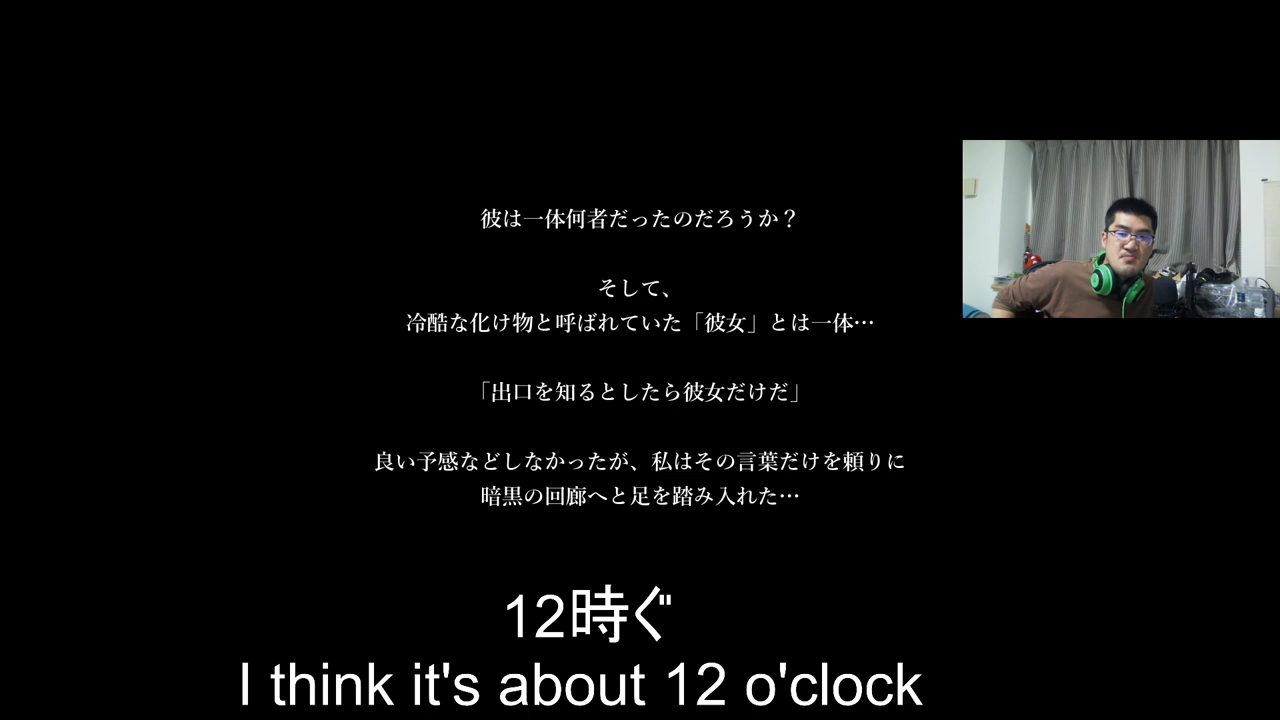 彼は一体何者だったのだろうか？
そして、
冷酷な化け物と呼ばれていた「彼女」とは一体…
「出口を知るとしたら彼女だけだ」
良い予感などしなかったが、私はその言葉だけを頼りに
暗黒の回廊へと足を踏み入れた…
12時ぐ
I think it's about 12 o'clock